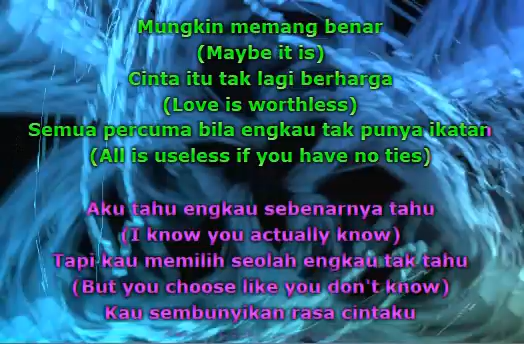 Mungkin memang benar
(Maybe it is)
Cinta itu tak lagi berharga
(Love is worthless)
Semua percuma bila engkau tak punya ikatan
(All is useless if you have no ties)
Aku tahu engkau sebenarnya tahu
(I know you actually know)
Tapi kau memilih seolah engkau tak tahu
(But you choose like you don't know)
Kau sembunyikan rasa cintaku